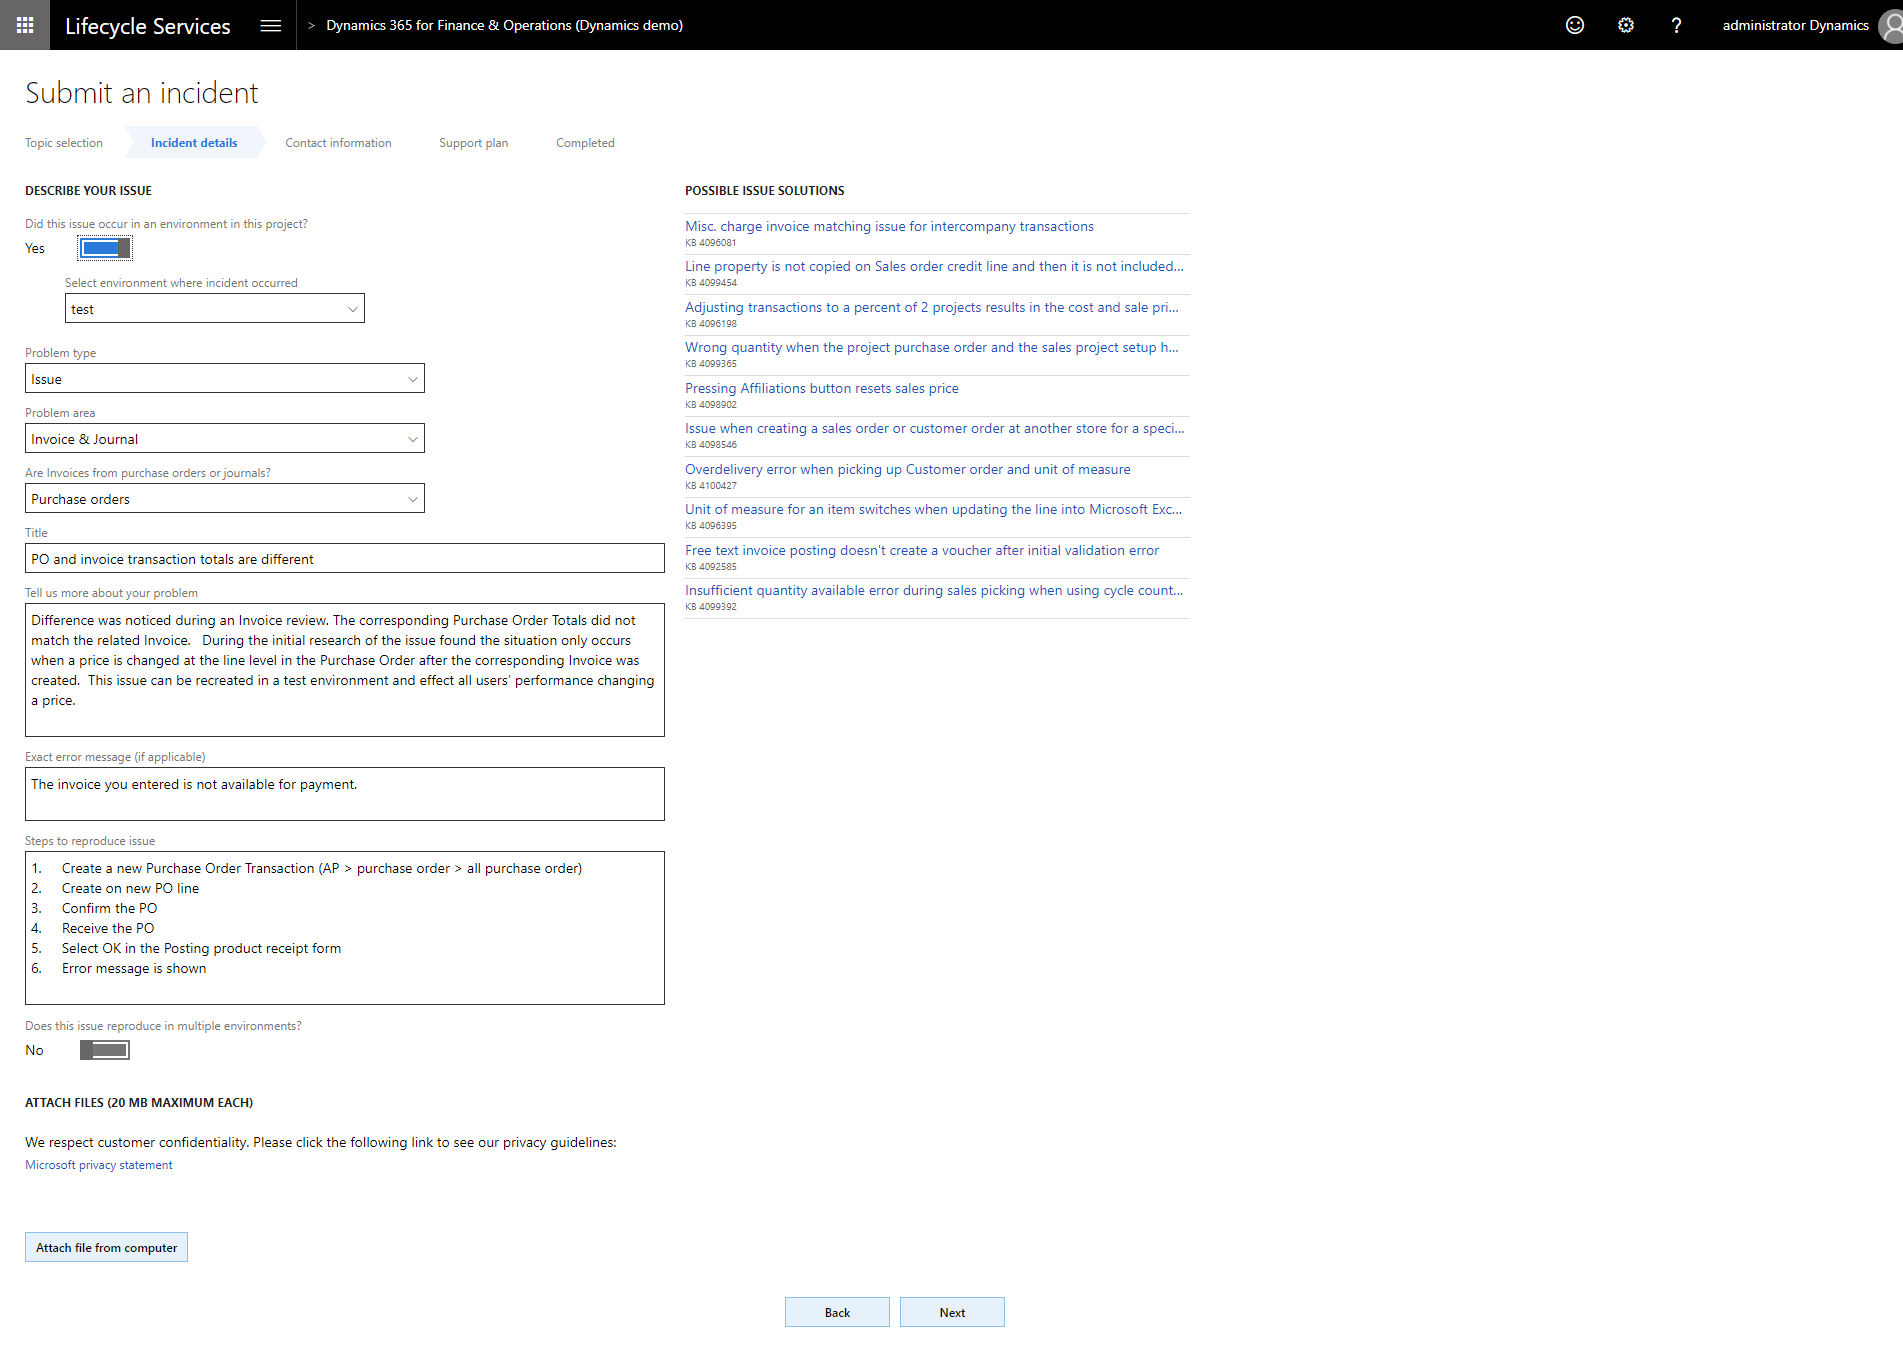 Lifecycle Services
> Dynamics 365 for Finance & Operations (Dynamics demo)
?
administrator Dynamics
Submit an incident
Topic selection
Incident details
Contact information
Support plan
Completed
DESCRIBE YOUR ISSUE
Did this issue occur in an environment in this project?
Yes
Select environment where incident occurred
test
Problem type
Issue
Problem area
Invoice & Journal
Are Invoices from purchase orders or journals?
Purchase orders
Title
PO and invoice transaction totals are different
Tell us more about your problem
Difference was noticed during an Invoice review. The corresponding Purchase Order Totals did not
match the related Invoice.   During the initial research of the issue found the situation only occurs
when a price is changed at the line level in the Purchase Order after the corresponding Invoice was
created.  This issue can be recreated in a test environment and effect all users’ performance changing
a price.
Exact error message (if applicable)
The invoice you entered is not available for payment.
Steps to reproduce issue
1.    Create a new Purchase Order Transaction (AP > purchase order > all purchase order)
2.    Create on new PO line
3.    Confirm the PO
4.    Receive the PO
5.    Select OK in the Posting product receipt form
6.    Error message is shown
Does this issue reproduce in multiple environments?
No
ATTACH FILES (20 MB MAXIMUM EACH)
We respect customer confidentiality. Please click the following link to see our privacy guidelines:
Microsoft privacy statement
Attach file from computer
POSSIBLE ISSUE SOLUTIONS
Misc. charge invoice matching issue for intercompany transactions
KB 4096081
Line property is not copied on Sales order credit line and then it is not included...
KB 4099454
Adjusting transactions to a percent of 2 projects results in the cost and sale pri...
KB 4096198
Wrong quantity when the project purchase order and the sales project setup h...
KB 4099365
Pressing Affiliations button resets sales price
KB 4098902
Issue when creating a sales order or customer order at another store for a speci...
KB 4098546
Overdelivery error when picking up Customer order and unit of measure
KB 4100427
Unit of measure for an item switches when updating the line into Microsoft Exc...
KB 4096395
Free text invoice posting doesn't create a voucher after initial validation error
KB 4092585
Insufficient quantity available error during sales picking when using cycle count...
KB 4099392
Back
Next